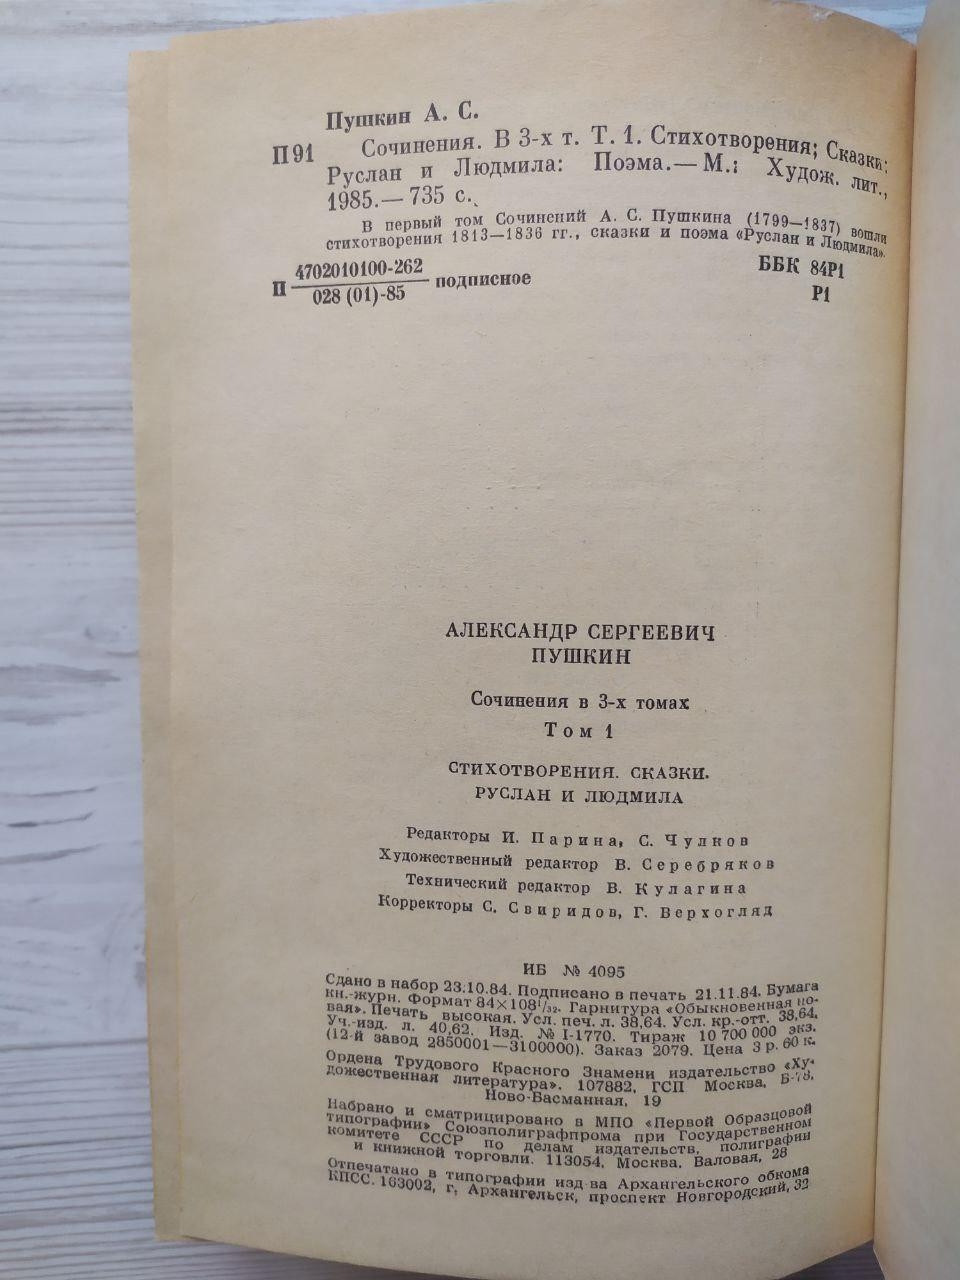 Пушкин А. С.
П91 Сочинения. В 3-х т. Т. 1. Стихотворения; Сказки;
Руслан и Людмила: Поэма.— М.: Худож. лит.,
1985.— 735 с.
В первый том Сочинений А. С. Пушкина (1799—1837) вошли
стихотворения 1813—1836 гг., сказки и поэма «Руслан и Людмила».
П 4702010100-262 подписное ББК 84Р1
028 (01)-85 Р1
АЛЕКСАНДР СЕРГЕЕВИЧ
ПУШКИН
Сочинения в 3-х томах
Том 1
СТИХОТВОРЕНИЯ. СКАЗКИ.
РУСЛАН И ЛЮДМИЛА
Редакторы И. Парина, С. Чулков
Художественный редактор В. Серебряков
Технический редактор В. Кулагина
Корректоры С. Свиридов, Г. Верхогляд
ИБ № 4095
Сдано в набор 23.10.84. Подписано в печать 21.11.84. Бумага
кн.-журн. Формат 84×108¹/₃₂. Гарнитура «Обыкновенная но-
вая». Печать высокая. Усл. печ. л. 38,64. Усл. кр.-отт. 38,64.
Уч.-изд. л. 40,62. Изд. № I-1770. Тираж 10 700 000 экз.
(12-й завод 2850001—3100000). Заказ 2079. Цена 3 р. 60 к.
Ордена Трудового Красного Знамени издательство «Ху-
дожественная литература». 107882, ГСП Москва, Б-78,
Ново-Басманная, 19
Набрано и сматрицировано в МПО «Первой Образцовой
типографии» Союзполиграфпрома при Государственном
комитете СССР по делам издательств, полиграфии
и книжной торговли. 113054, Москва, Валовая, 28
Отпечатано в типографии изд-ва Архангельского обкома
КПСС. 163002, г. Архангельск, проспект Новгородский, 32